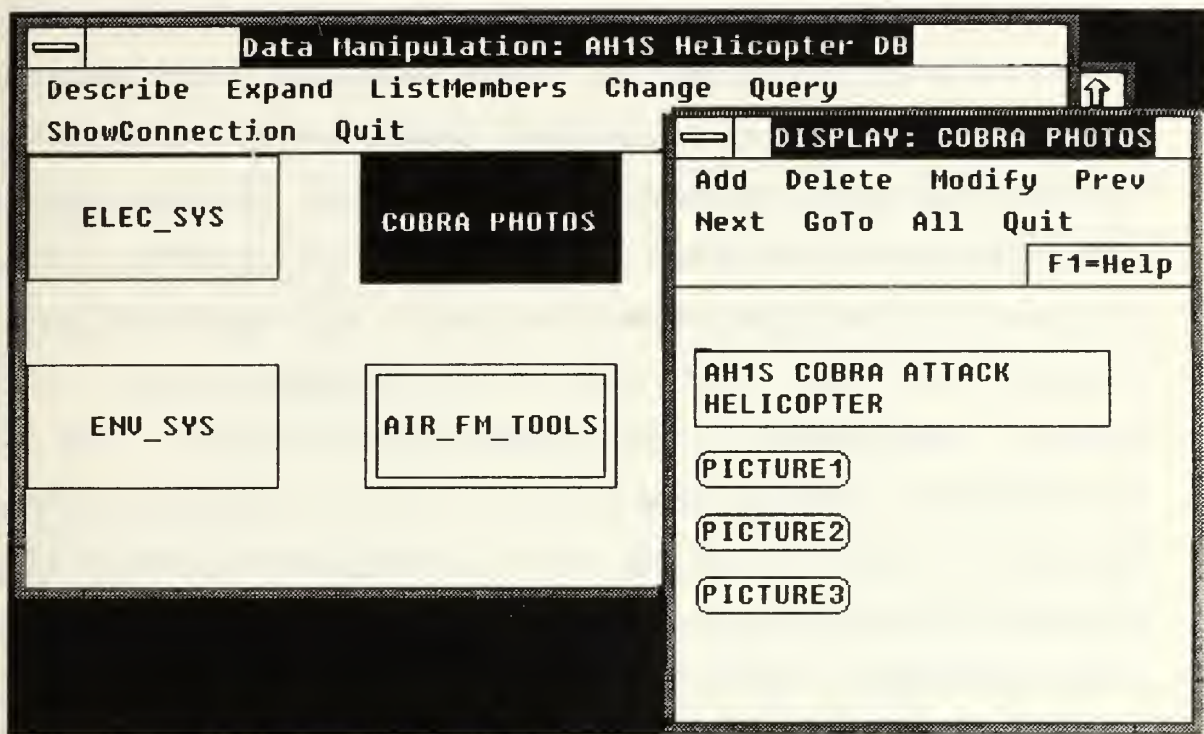 Data Manipulation: AH1S Helicopter DB
Describe Expand ListMembers Change Query
ShowConnection Quit
ELEC_SYS
COBRA PHOTOS
ENV_SYS
AIR_FM_TOOLS
DISPLAY: COBRA PHOTOS
Add Delete Modify Prev
Next GoTo All Quit
F1=Help
AH1S COBRA ATTACK
HELICOPTER
PICTURE1
PICTURE2
PICTURE3